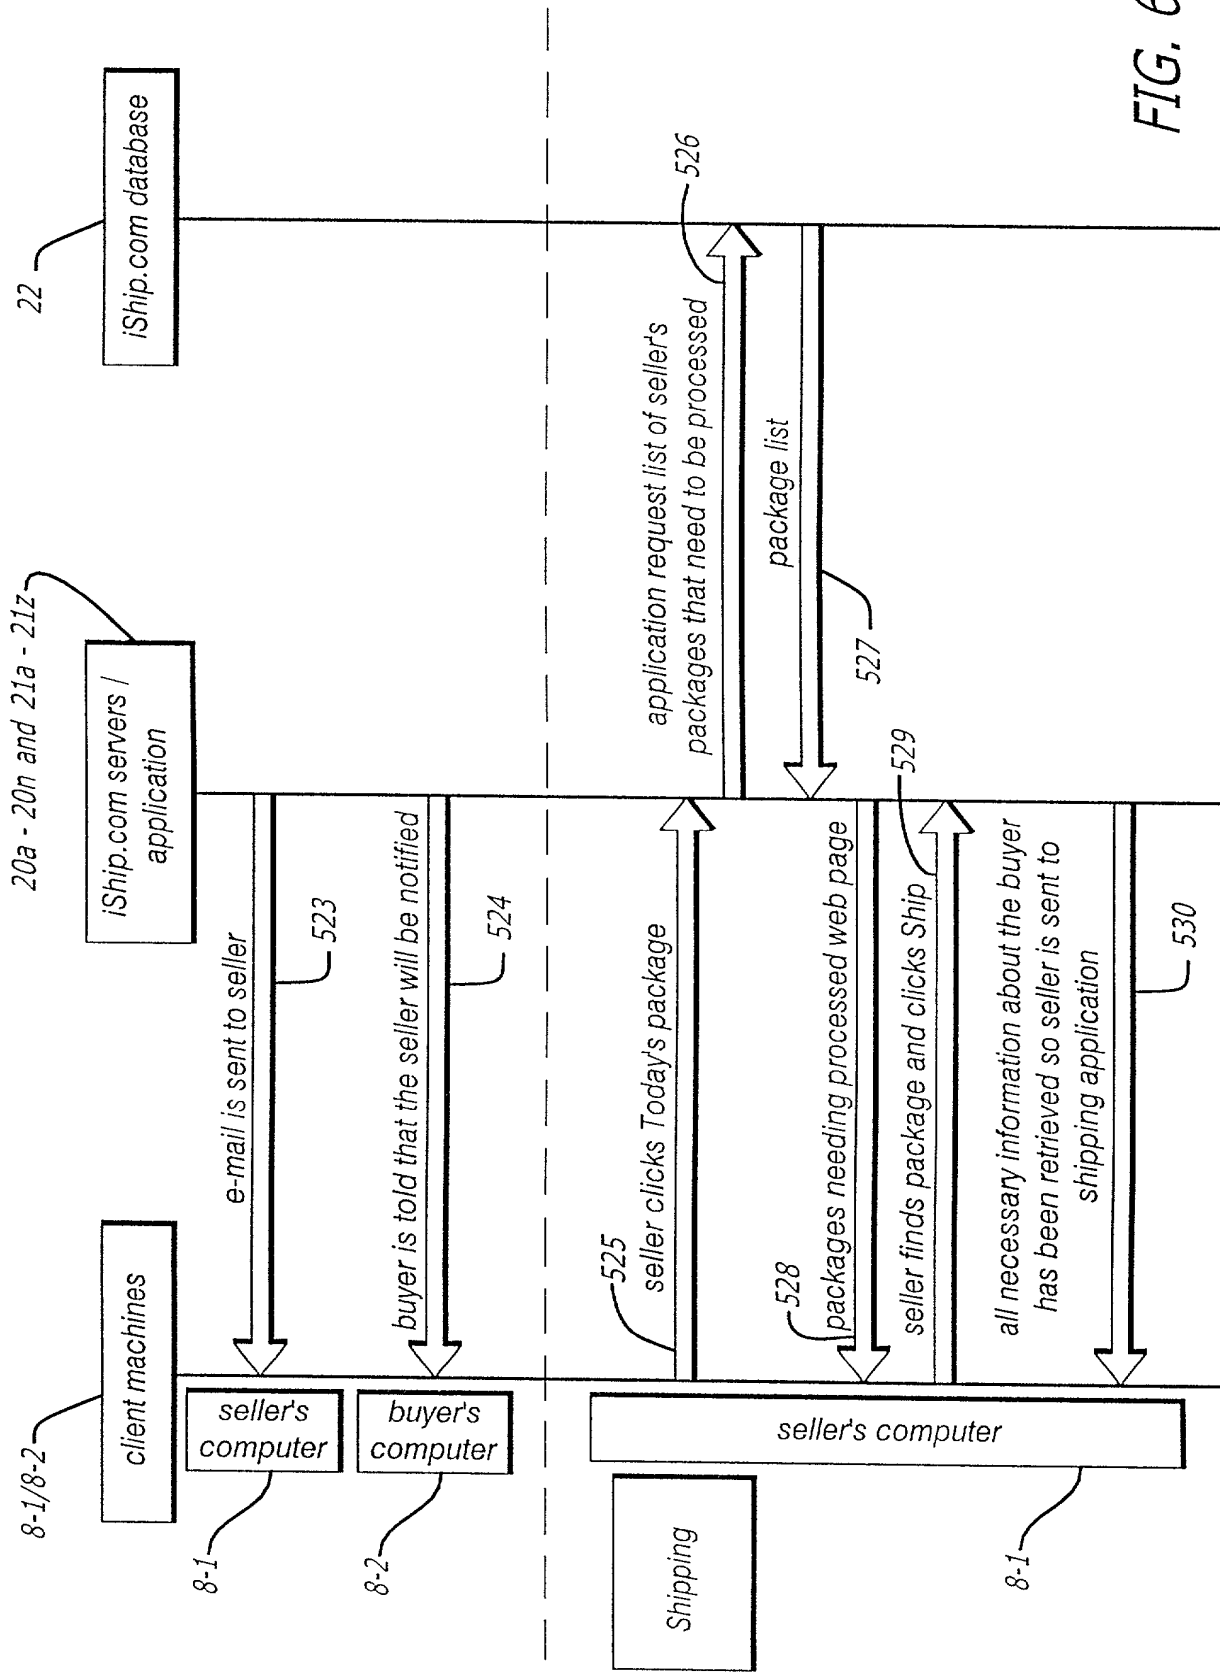 8-1/8-2
20a - 20n and 21a - 21z
22
client machines
iShip.com servers /
application
iShip.com database
8-1
seller's
computer
e-mail is sent to seller
523
8-2
buyer's
computer
buyer is told that the seller will be notified
524
Shipping
seller's computer
8-1
525
seller clicks Today's package
application request list of seller's
packages that need to be processed
526
package list
527
528
packages needing processed web page
seller finds package and clicks Ship
529
all necessary information about the buyer
has been retrieved so seller is sent to
shipping application
530
FIG. 6